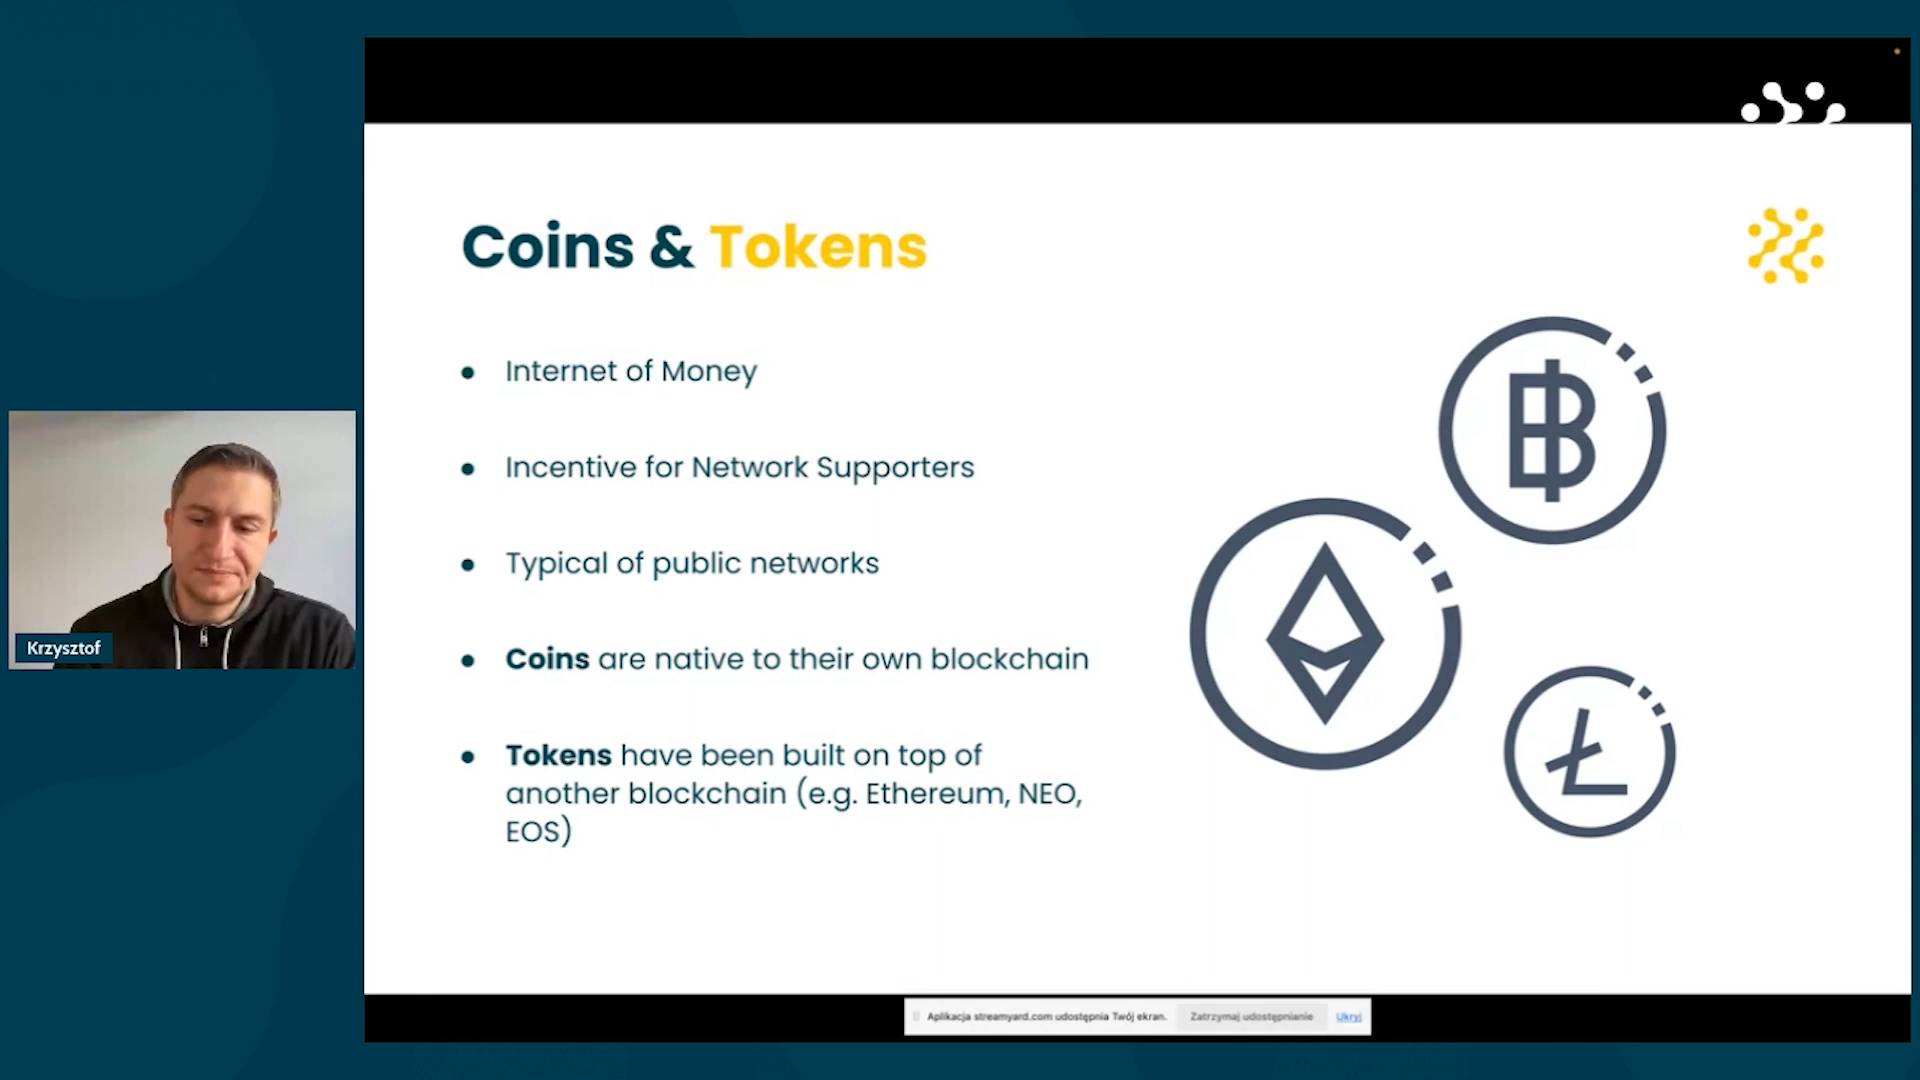 Coins & Tokens
Internet of Money
Incentive for Network Supporters
Typical of public networks
Coins are native to their own blockchain
Tokens have been built on top of
another blockchain (e.g. Ethereum, NEO,
EOS)
Krzysztof
Aplikacja streamyard.com udostępnia Twój ekran. Zatrzymaj udostępnianie Ukryj